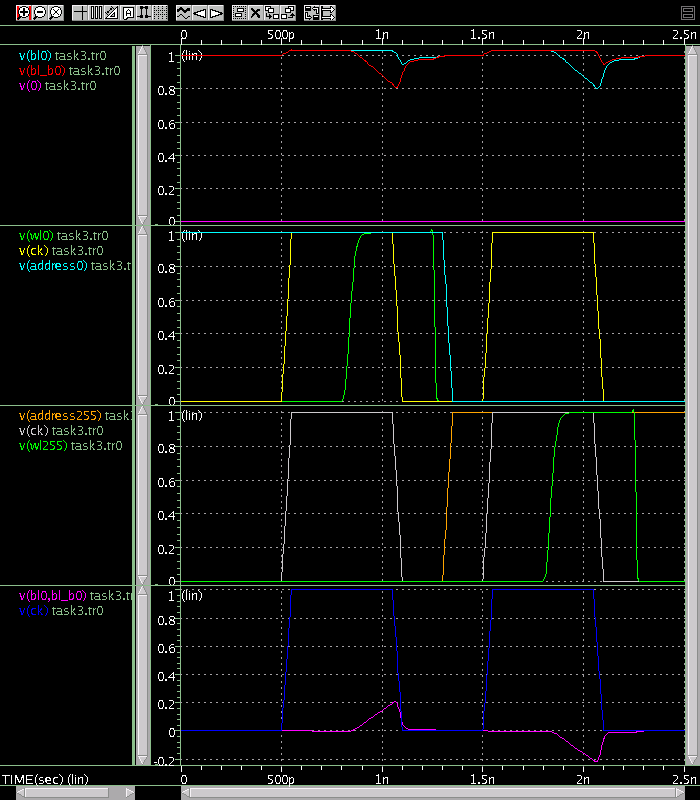 0 500p 1n 1.5n 2n 2.5n
v(bl0) task3.tr0
v(bl_b0) task3.tr0
v(0) task3.tr0
1 (lin)
0.8
0.6
0.4
0.2
0
v(wl0) task3.tr0
v(ck) task3.tr0
v(address0) task3.t
1 (lin)
0.8
0.6
0.4
0.2
0
v(address255) task
v(ck) task3.tr0
v(wl255) task3.tr0
1 (lin)
0.8
0.6
0.4
0.2
0
v(bl0,bl_b0) task3.t
v(ck) task3.tr0
1 (lin)
0.8
0.6
0.4
0.2
0
-0.2
TIME(sec) (lin) 0 500p 1n 1.5n 2n 2.5n